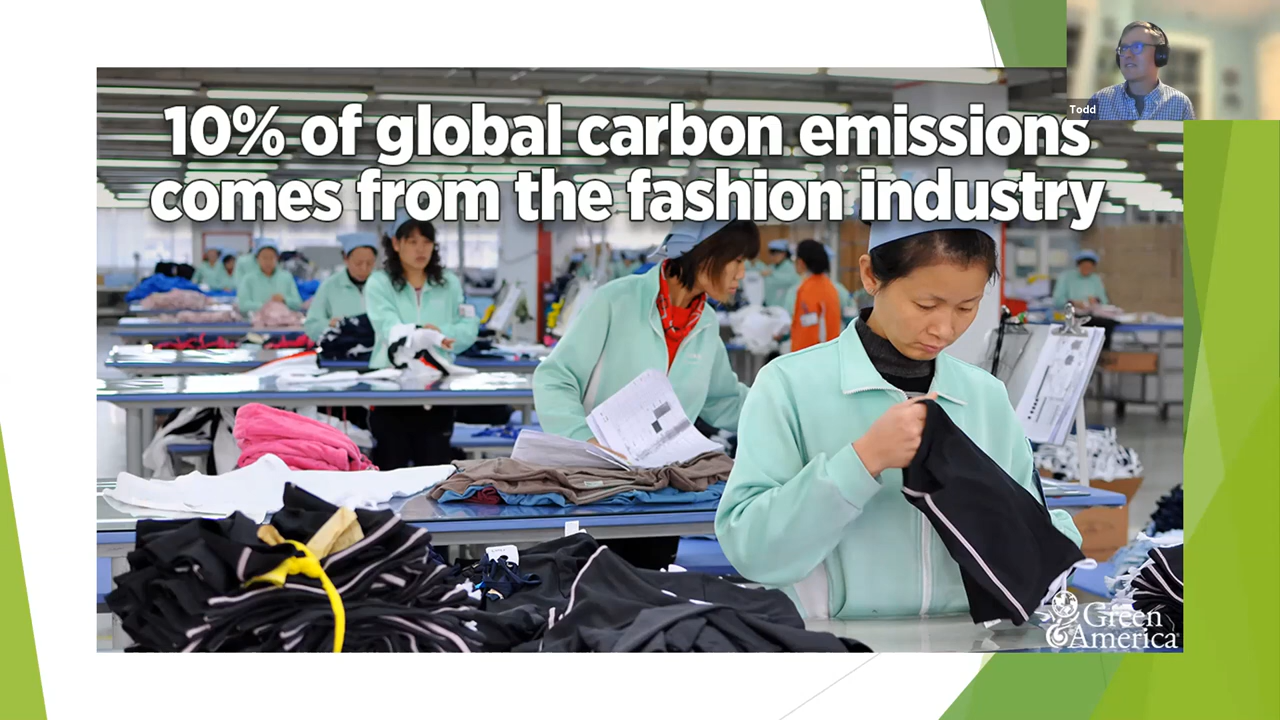 10% of global carbon emissions
comes from the fashion industry
Todd
Green
America